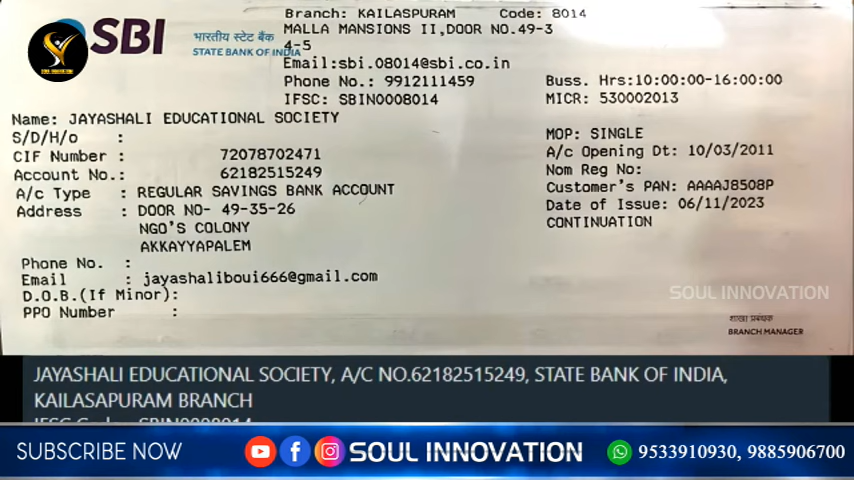 SBI
भारतीय स्टेट बैंक
STATE BANK OF INDIA
Branch: KAILASPURAM Code: 8014
MALLA MANSIONS II,DOOR NO.49-3
4-5
Email:sbi.08014@sbi.co.in
Phone No.: 9912111459
IFSC: SBIN0008014
Buss. Hrs:10:00:00-16:00:00
MICR: 530002013
Name: JAYASHALI EDUCATIONAL SOCIETY
S/D/H/o :
CIF Number : 72078702471
Account No.: 62182515249
A/c Type : REGULAR SAVINGS BANK ACCOUNT
Address : DOOR NO- 49-35-26
NGO'S COLONY
AKKAYYAPALEM
Phone No. :
Email : jayashaliboui666@gmail.com
D.O.B.(If Minor):
PPO Number :
MOP: SINGLE
A/c Opening Dt: 10/03/2011
Nom Reg No:
Customer's PAN: AAAAJ8508P
Date of Issue: 06/11/2023
CONTINUATION
SOUL INNOVATION
शाखा प्रबंधक
BRANCH MANAGER
JAYASHALI EDUCATIONAL SOCIETY, A/C NO.62182515249, STATE BANK OF INDIA,
KAILASAPURAM BRANCH
IFSC Code SBIN0008014
SUBSCRIBE NOW
SOUL INNOVATION
9533910930, 9885906700